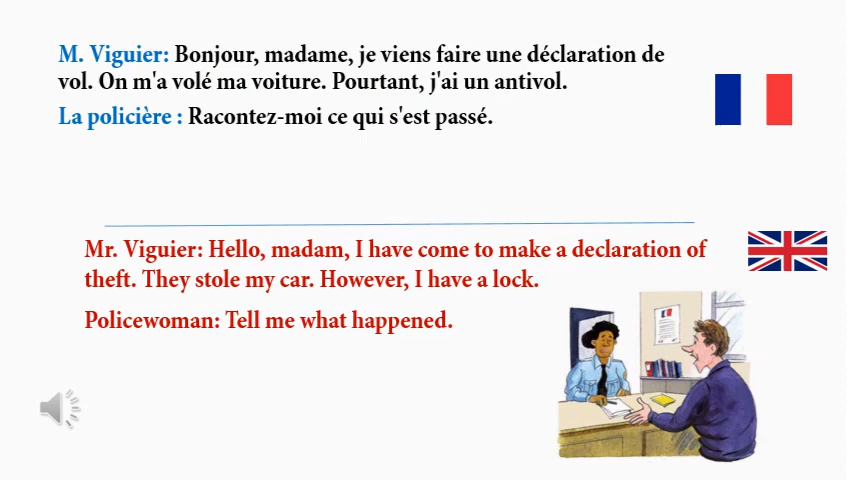 M. Viguier: Bonjour, madame, je viens faire une déclaration de
vol. On m'a volé ma voiture. Pourtant, j'ai un antivol.
La policière : Racontez-moi ce qui s'est passé.
Mr. Viguier: Hello, madam, I have come to make a declaration of
theft. They stole my car. However, I have a lock.
Policewoman: Tell me what happened.